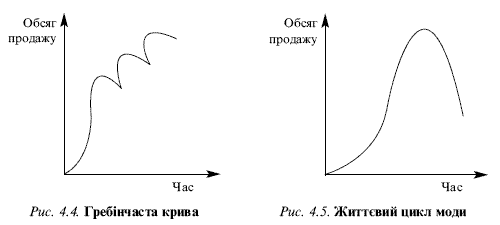 Обсяг
продажу
Час
Рис. 4.4. Гребінчаста крива
Обсяг
продажу
Час
Рис. 4.5. Життєвий цикл моди